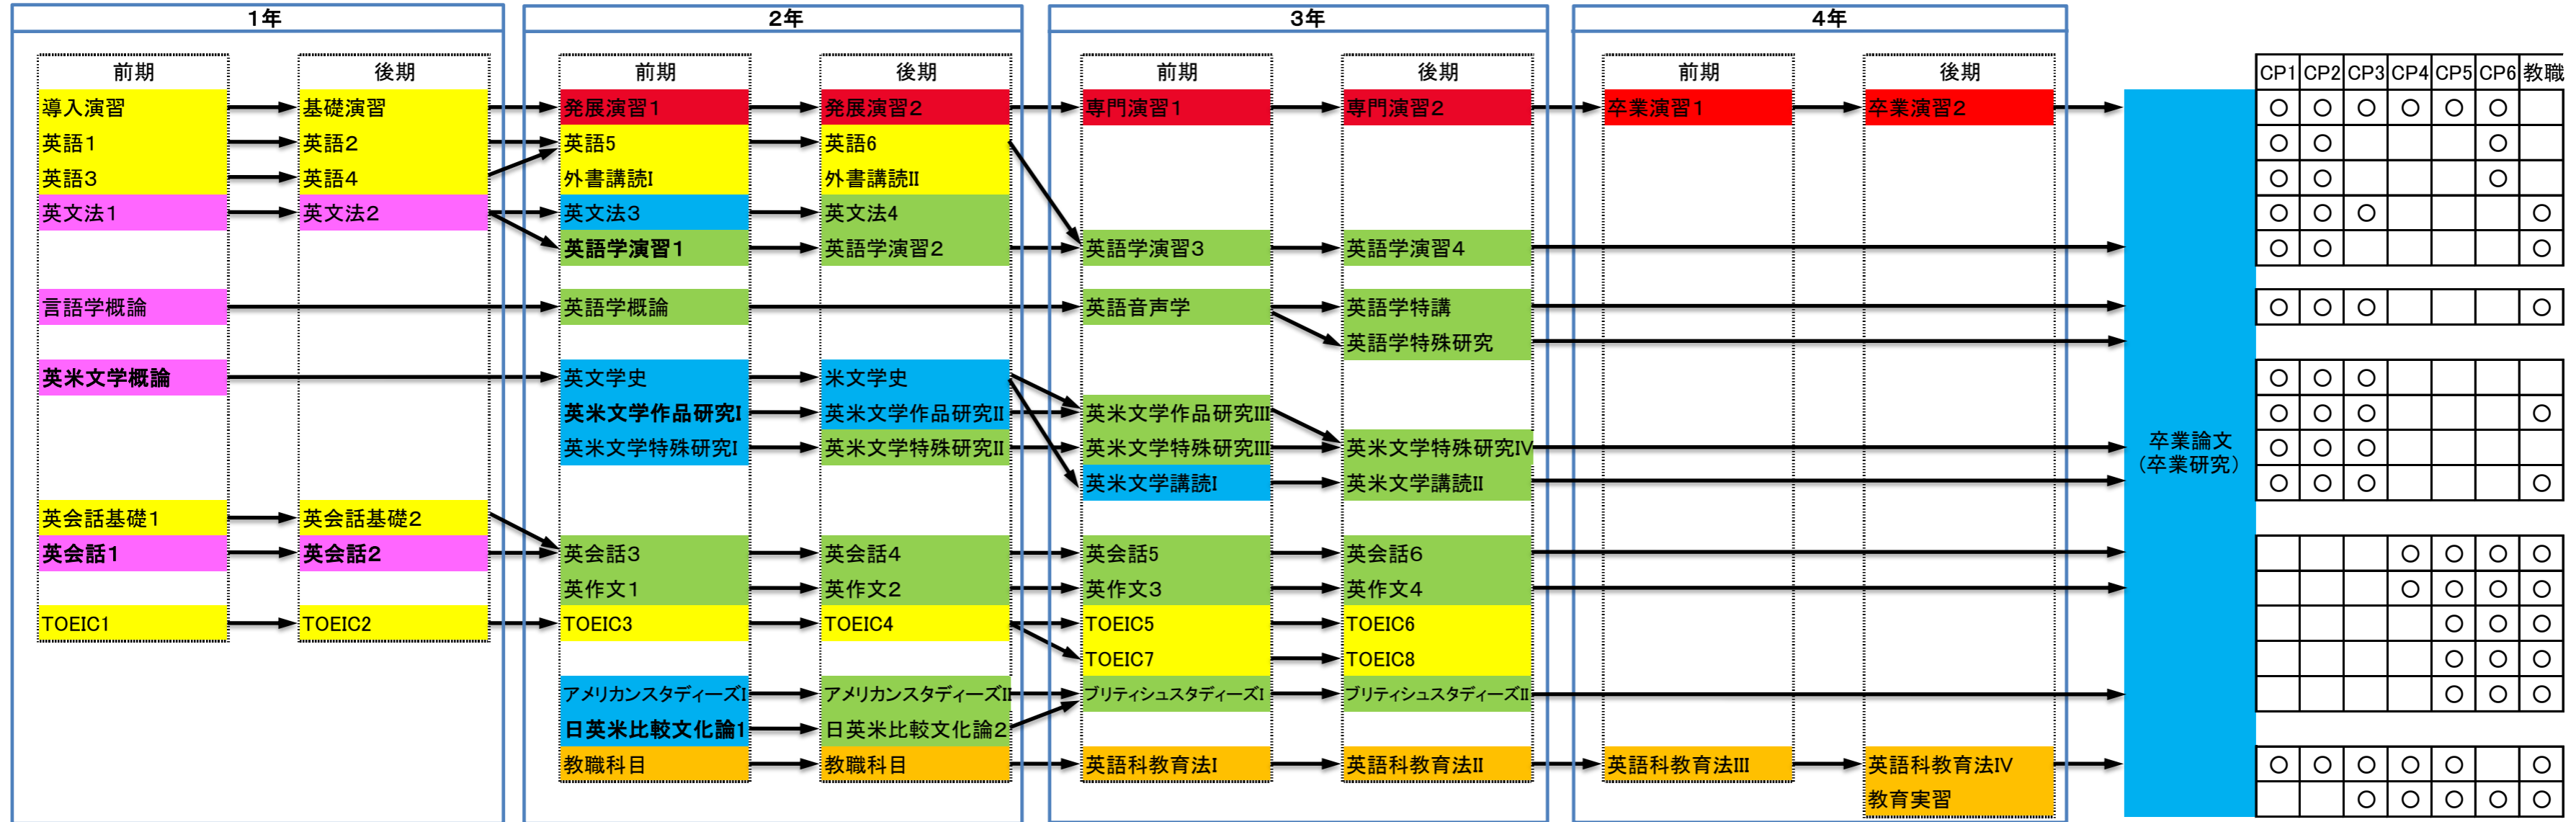 1年 2年 3年 4年
前期 後期 前期 後期 前期 後期 前期 後期 CP1 CP2 CP3 CP4 CP5 CP6 教職
導入演習 基礎演習 発展演習1 発展演習2 専門演習1 専門演習2 卒業演習1 卒業演習2 ○ ○ ○ ○ ○ ○
英語1 英語2 英語5 英語6 ○ ○ ○
英語3 英語4 外書講読I 外書講読II ○ ○ ○
英文法1 英文法2 英文法3 英文法4 ○ ○ ○ ○
英語学演習1 英語学演習2 英語学演習3 英語学演習4 ○ ○ ○
言語学概論 英語学概論 英語音声学 英語学特講 ○ ○ ○ ○
英語学特殊研究
英米文学概論 英文学史 米文学史 ○ ○ ○
英米文学作品研究I 英米文学作品研究II 英米文学作品研究III ○ ○ ○ ○
英米文学特殊研究I 英米文学特殊研究II 英米文学特殊研究III 英米文学特殊研究IV 卒業論文 ○ ○ ○
(卒業研究)
英米文学講読I 英米文学講読II ○ ○ ○ ○
英会話基礎1 英会話基礎2
英会話1 英会話2 英会話3 英会話4 英会話5 英会話6 ○ ○ ○ ○
英作文1 英作文2 英作文3 英作文4 ○ ○ ○ ○
TOEIC1 TOEIC2 TOEIC3 TOEIC4 TOEIC5 TOEIC6 ○ ○ ○
TOEIC7 TOEIC8 ○ ○ ○
アメリカンスタディーズI アメリカンスタディーズII ブリティシュスタディーズI ブリティシュスタディーズII ○ ○ ○
日英米比較文化論1 日英米比較文化論2
教職科目 教職科目 英語科教育法I 英語科教育法II 英語科教育法III 英語科教育法IV ○ ○ ○ ○ ○ ○
教育実習 ○ ○ ○ ○ ○